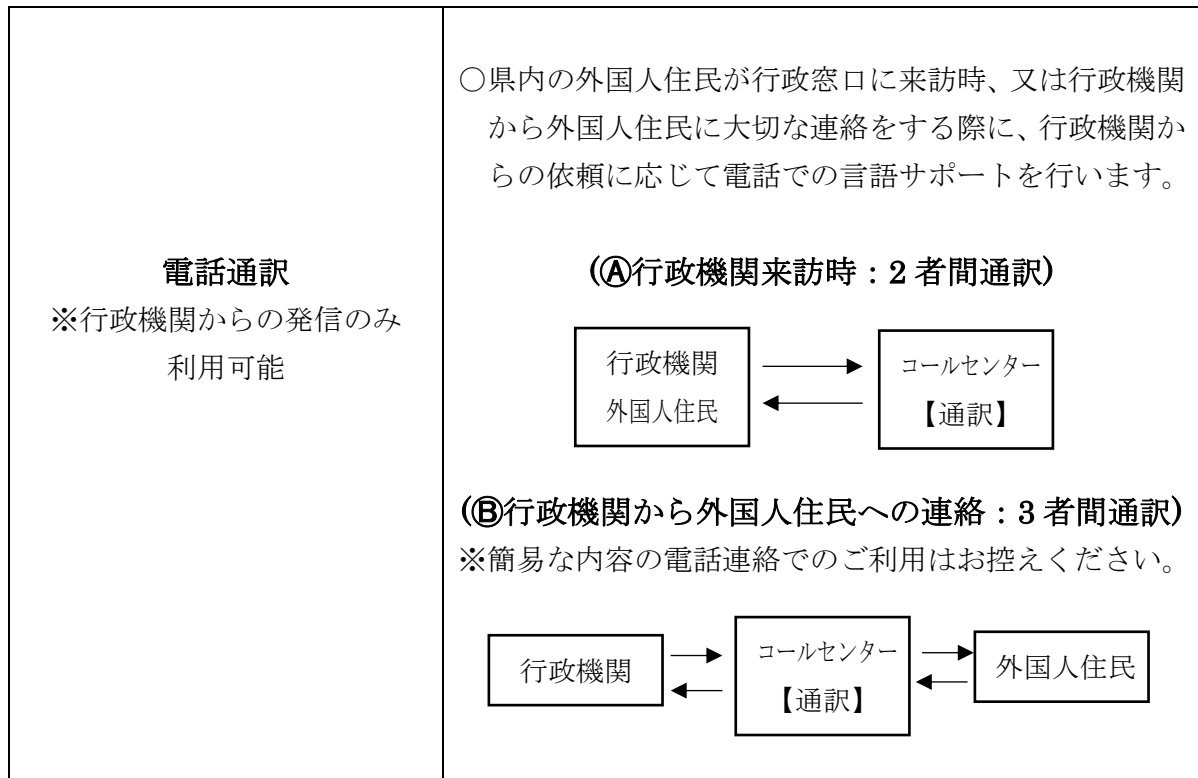 電話通訳
※行政機関からの発信のみ
利用可能
○県内の外国人住民が行政窓口に来訪時、又は行政機関
から外国人住民に大切な連絡をする際に、行政機関か
らの依頼に応じて電話での言語サポートを行います。
(Ⓐ行政機関来訪時：2者間通訳)
行政機関
外国人住民
コールセンター
【通訳】
(Ⓑ行政機関から外国人住民への連絡：3者間通訳)
※簡易な内容の電話連絡でのご利用はお控えください。
行政機関
コールセンター
【通訳】
外国人住民